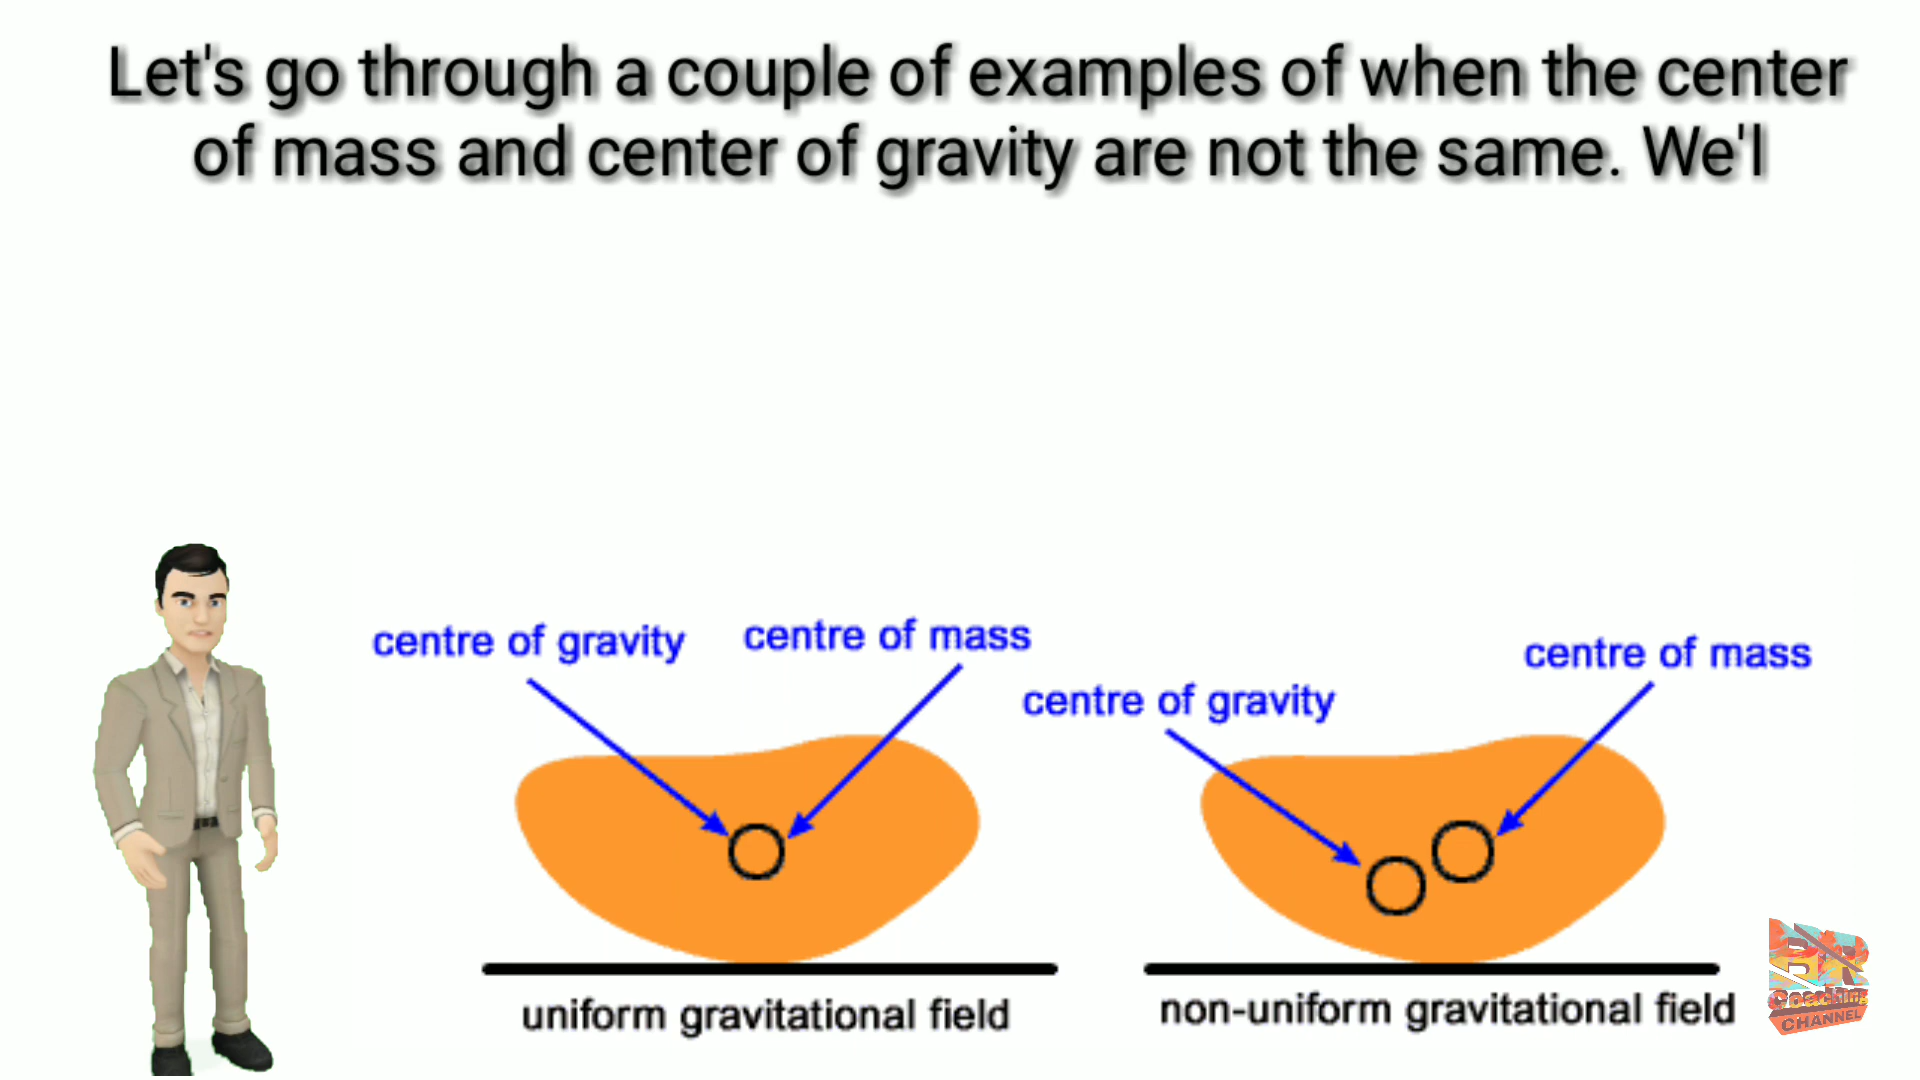 Let's go through a couple of examples of when the center
of mass and center of gravity are not the same. We'l
centre of gravity
centre of mass
centre of gravity
centre of mass
uniform gravitational field
non-uniform gravitational field
Coaching
CHANNEL